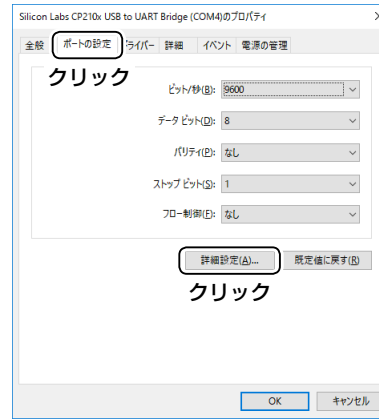 Silicon Labs CP210x USB to UART Bridge (COM4)のプロパティ
全般 ポートの設定 ドライバー 詳細 イベント 電源の管理
クリック
ビット/秒(B): 9600
データ ビット(D): 8
パリティ(P): なし
ストップ ビット(S): 1
フロー制御(F): なし
詳細設定(A)... 既定値に戻す(R)
クリック
OK キャンセル